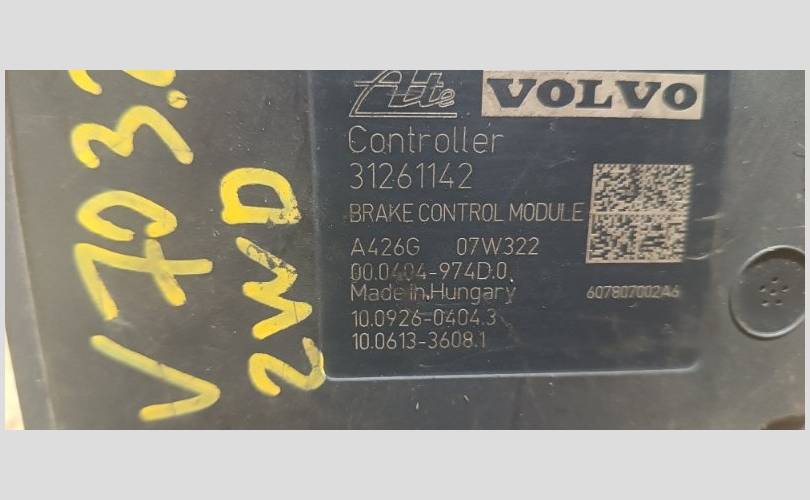 Ate VOLVO
Controller
31261142
BRAKE CONTROL MODULE
A426G 07W322
00.0404-974D.0
Made in Hungary
607807002A6
10.0926-0404.3
10.0613-3608.1
V70 3.2
2WD